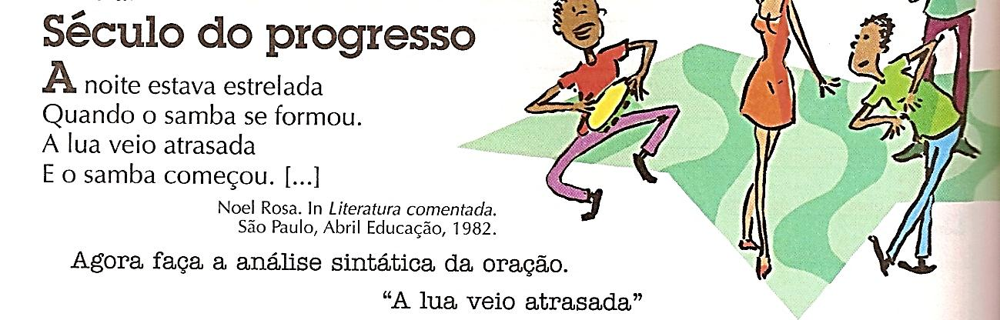 Século do progresso
A noite estava estrelada
Quando o samba se formou.
A lua veio atrasada
E o samba começou. [...]
Noel Rosa. In Literatura comentada.
São Paulo, Abril Educação, 1982.
Agora faça a análise sintática da oração.
“A lua veio atrasada”